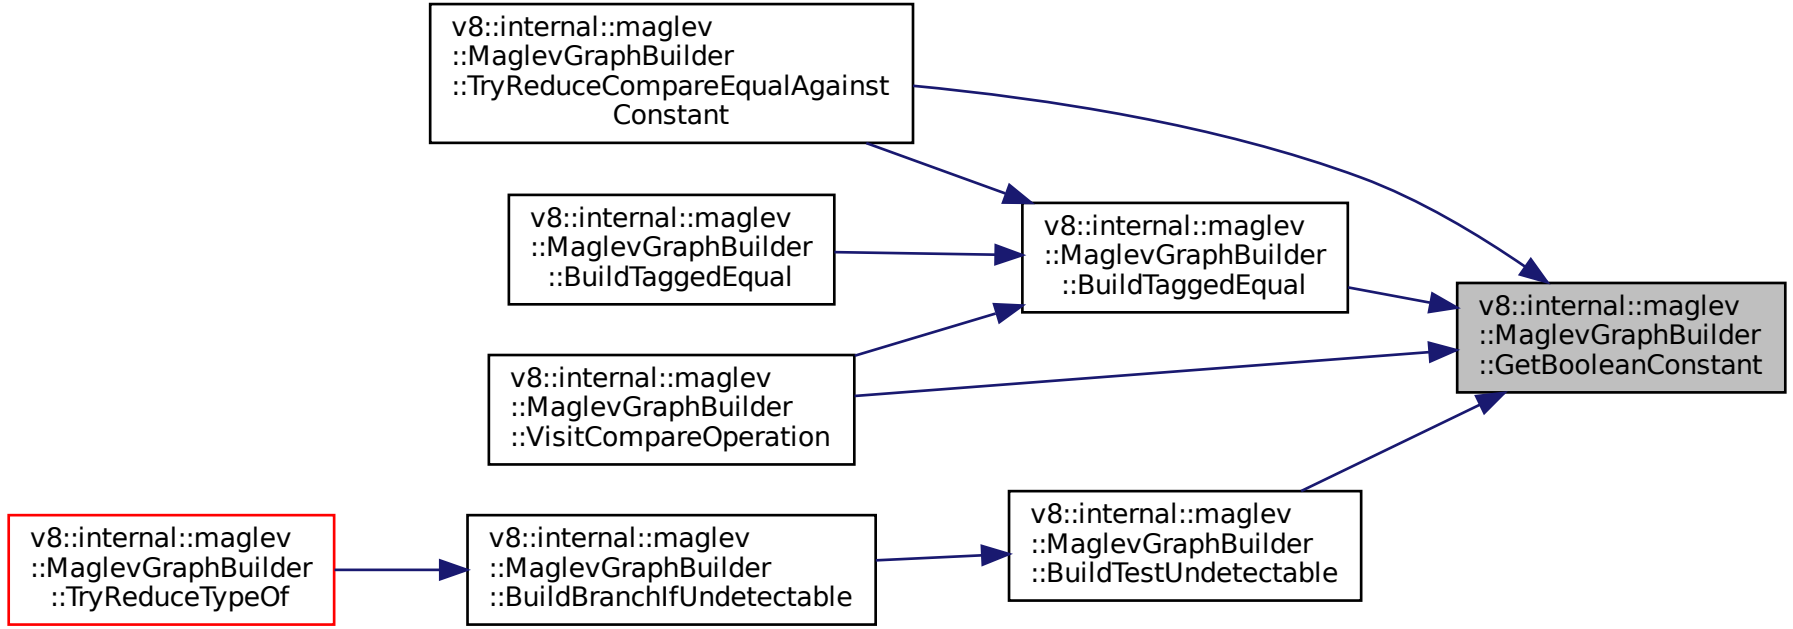 v8::internal::maglev
::MaglevGraphBuilder
::TryReduceCompareEqualAgainst
Constant
v8::internal::maglev
::MaglevGraphBuilder
::BuildTaggedEqual
v8::internal::maglev
::MaglevGraphBuilder
::BuildTaggedEqual
v8::internal::maglev
::MaglevGraphBuilder
::GetBooleanConstant
v8::internal::maglev
::MaglevGraphBuilder
::VisitCompareOperation
v8::internal::maglev
::MaglevGraphBuilder
::TryReduceTypeOf
v8::internal::maglev
::MaglevGraphBuilder
::BuildBranchIfUndetectable
v8::internal::maglev
::MaglevGraphBuilder
::BuildTestUndetectable